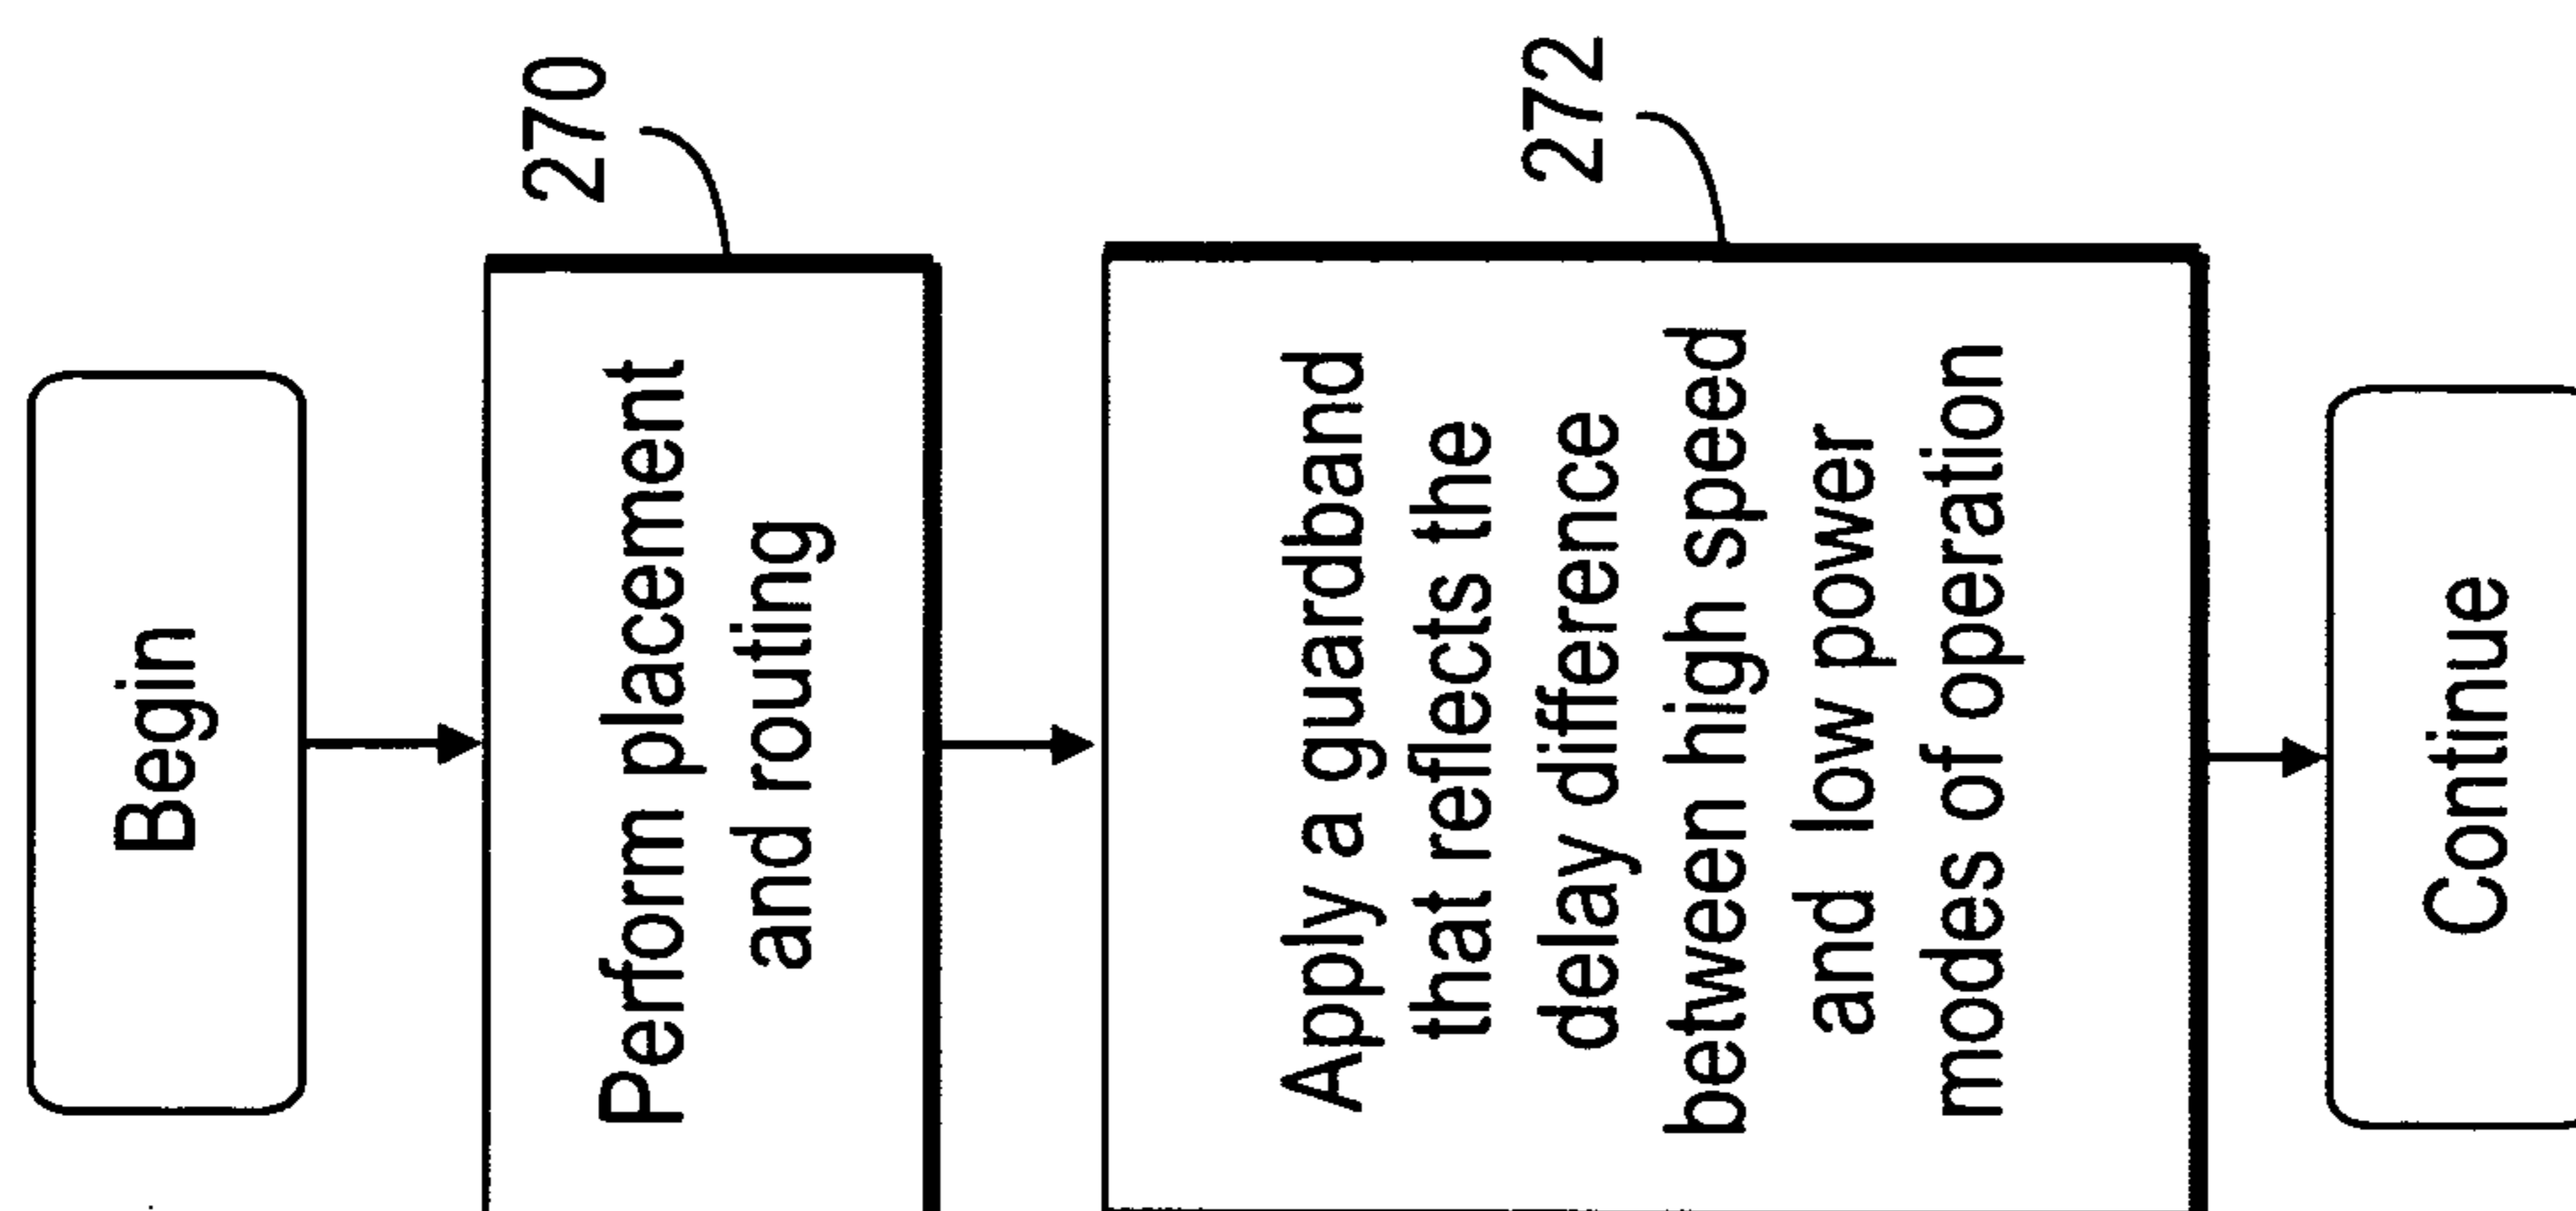 Begin
270
Perform placement
and routing
272
Apply a guardband
that reflects the
delay difference
between high speed
and low power
modes of operation
Continue